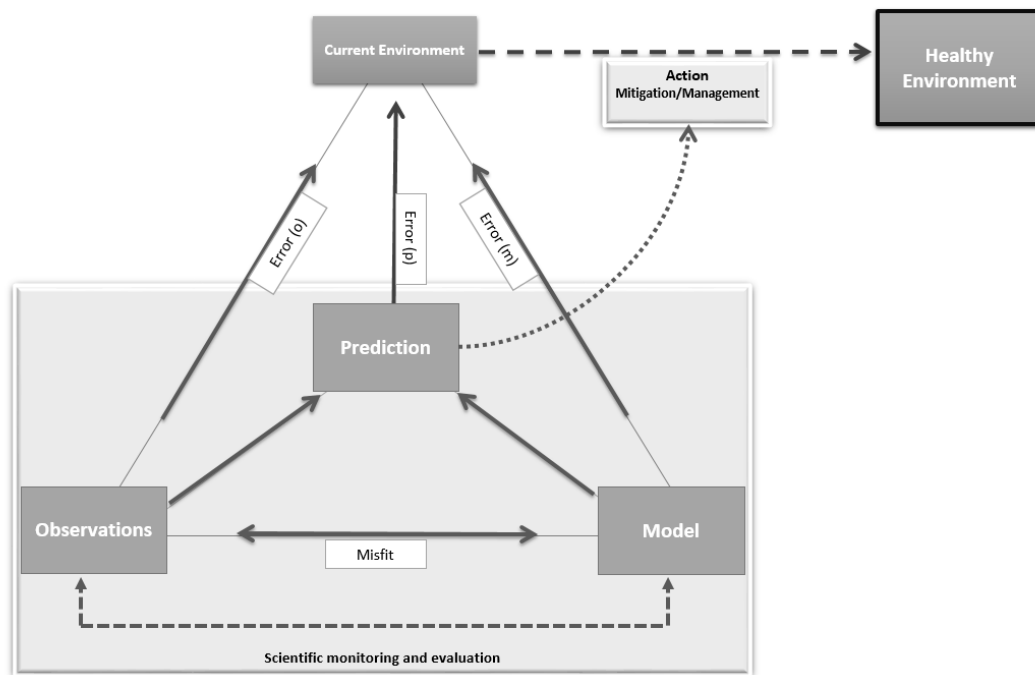 Current Environment
Healthy
Environment
Action
Mitigation/Management
Error (o)
Error (p)
Error (m)
Prediction
Observations
Model
Misfit
Scientific monitoring and evaluation